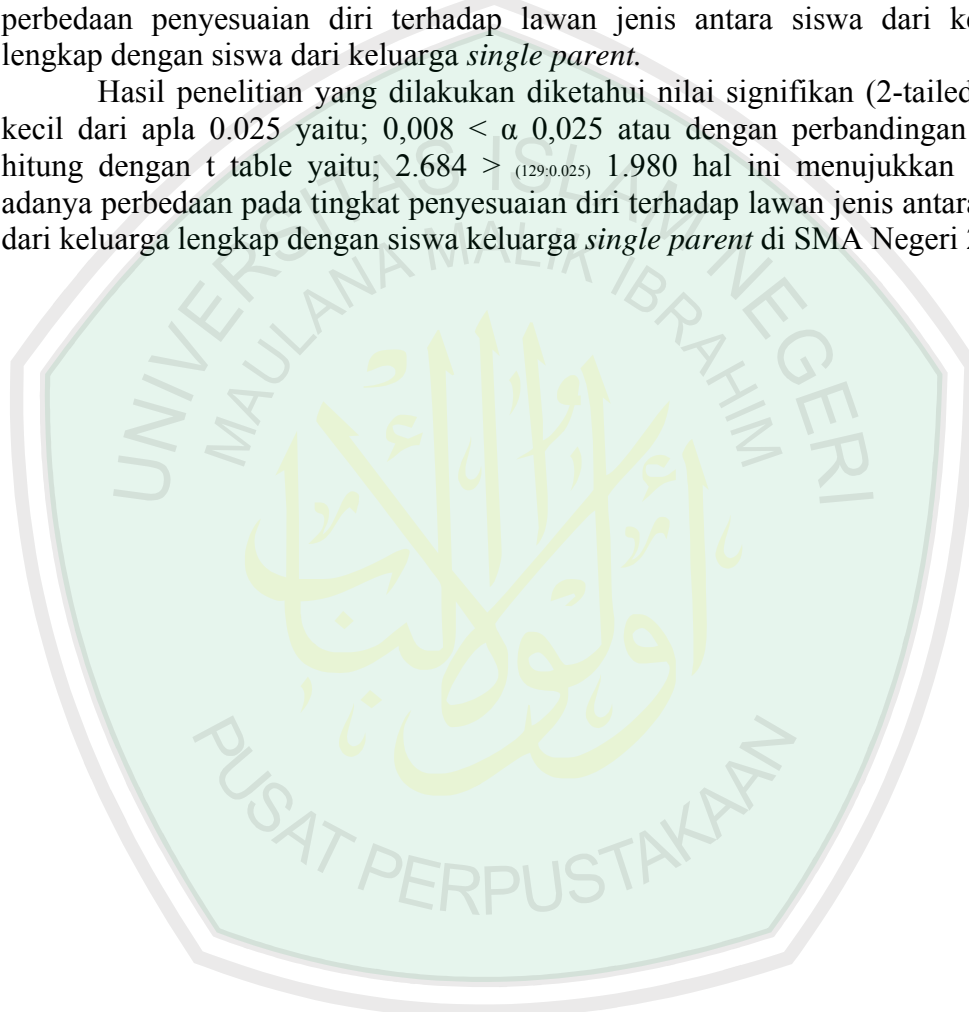 perbedaan penyesuaian diri terhadap lawan jenis antara siswa dari
lengkap dengan siswa dari keluarga single parent.
Hasil penelitian yang dilakukan diketahui nilai signifikan (2-tailed
kecil dari apla 0.025 yaitu; 0,008 < α 0,025 atau dengan perbandingan
hitung dengan t table yaitu; 2.684 > (129:0.025) 1.980 hal ini menujukkan
adanya perbedaan pada tingkat penyesuaian diri terhadap lawan jenis antara
dari keluarga lengkap dengan siswa keluarga single parent di SMA Negeri
UNIVERSITAS ISLAM NEGERI
MAULANA MALIK IBRAHIM
أولوا الألباب
PUSAT PERPUSTAKAAN